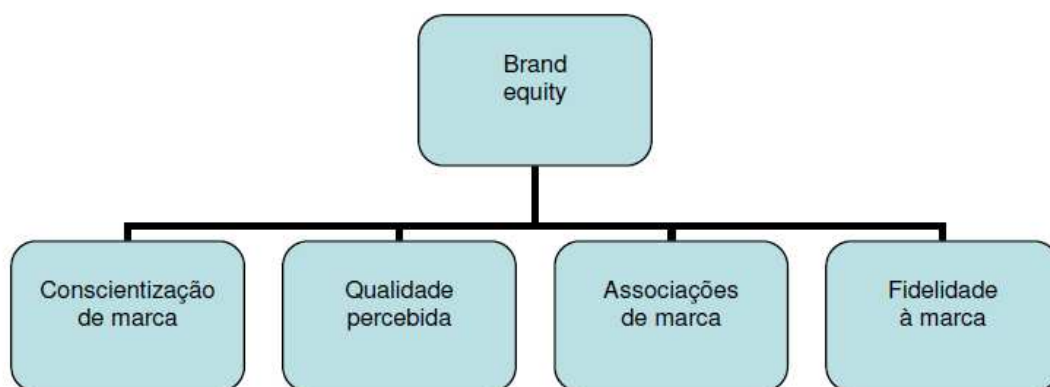 Brand
equity
Conscientização
de marca
Qualidade
percebida
Associações
de marca
Fidelidade
à marca